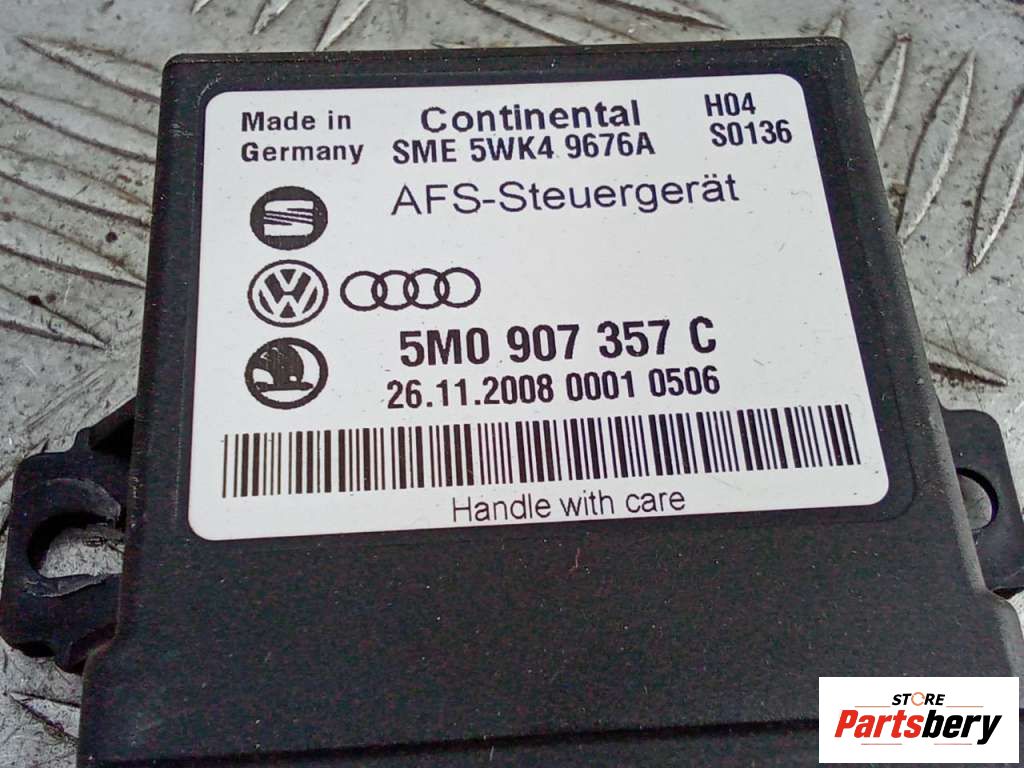 Made in
Germany
Continental
SME 5WK4 9676A
H04
S0136
AFS-Steuergerät
5M0 907 357 C
26.11.2008 0001 0506
Handle with care
STORE
Partsbery